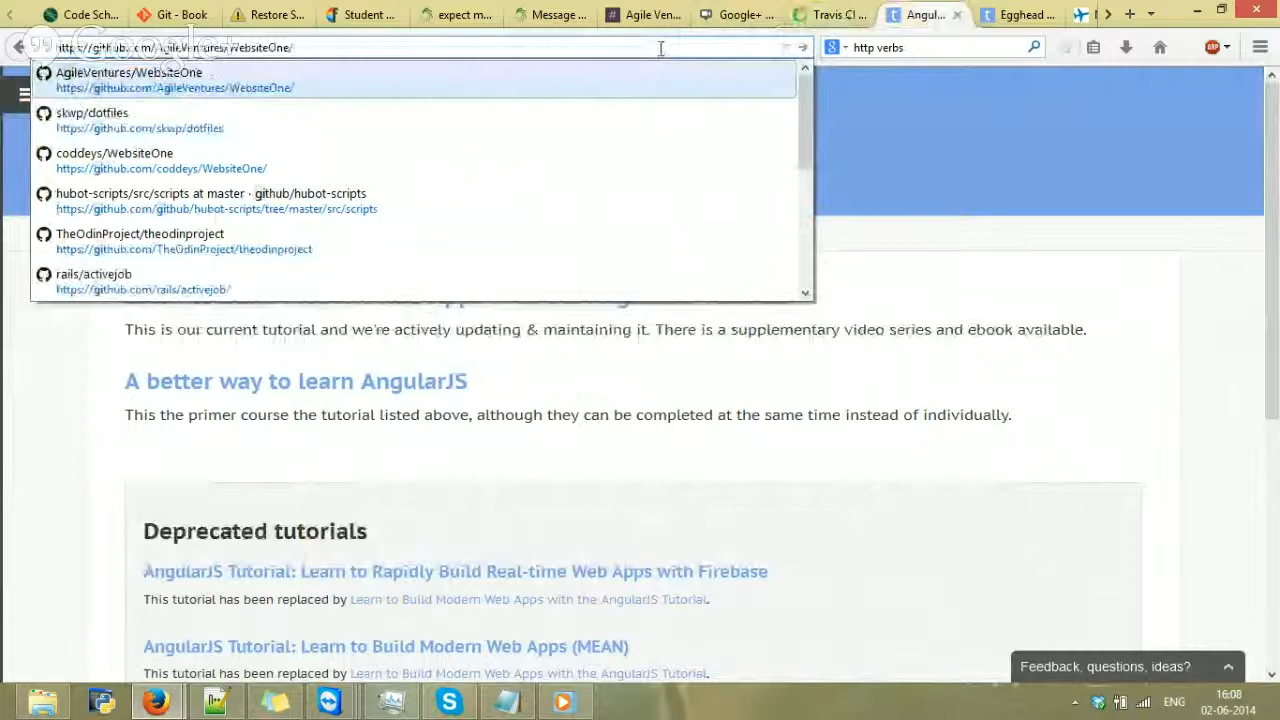 Code Sch... Git - Book Restore S... Student ... expect m... Message ... Agile Ven... Google+ ... Travis CI ... Angul... Egghead ...
https://github.com/AgileVentures/WebsiteOne/ http verbs
Google+
AgileVentures/WebsiteOne
https://github.com/AgileVentures/WebsiteOne/
skwp/dotfiles
https://github.com/skwp/dotfiles
coddeys/WebsiteOne
https://github.com/coddeys/WebsiteOne/
hubot-scripts/src/scripts at master · github/hubot-scripts
https://github.com/github/hubot-scripts/tree/master/src/scripts
TheOdinProject/theodinproject
https://github.com/TheOdinProject/theodinproject
rails/activejob
https://github.com/rails/activejob/
This is our current tutorial and we're actively updating & maintaining it. There is a supplementary video series and ebook available.
A better way to learn AngularJS
This the primer course the tutorial listed above, although they can be completed at the same time instead of individually.
Deprecated tutorials
AngularJS Tutorial: Learn to Rapidly Build Real-time Web Apps with Firebase
This tutorial has been replaced by Learn to Build Modern Web Apps with the AngularJS Tutorial.
AngularJS Tutorial: Learn to Build Modern Web Apps (MEAN)
This tutorial has been replaced by Learn to Build Modern Web Apps with the AngularJS Tutorial.
Feedback, questions, ideas?
ENG
16:08
02-06-2014